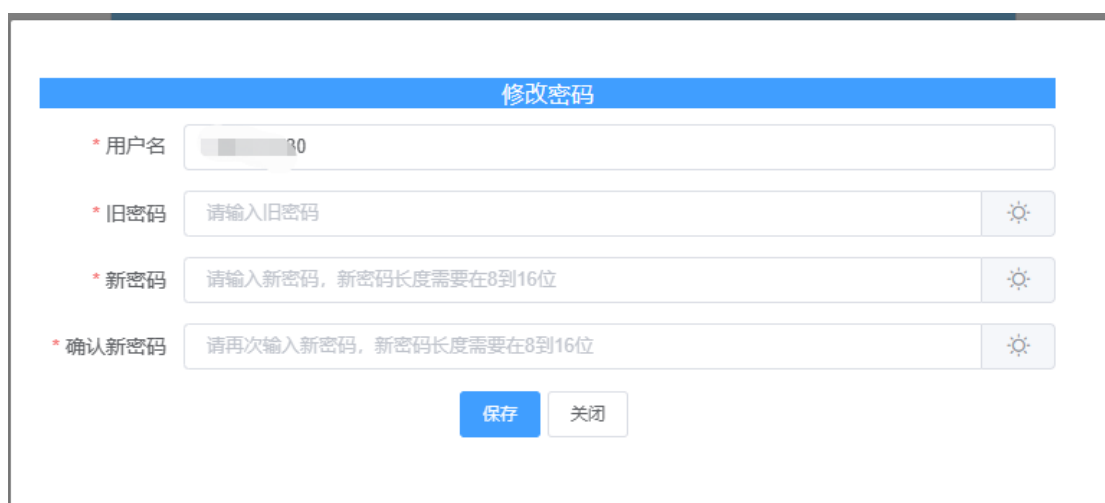 修改密码
* 用户名 80
* 旧密码 请输入旧密码
* 新密码 请输入新密码，新密码长度需要在8到16位
* 确认新密码 请再次输入新密码，新密码长度需要在8到16位
保存 关闭